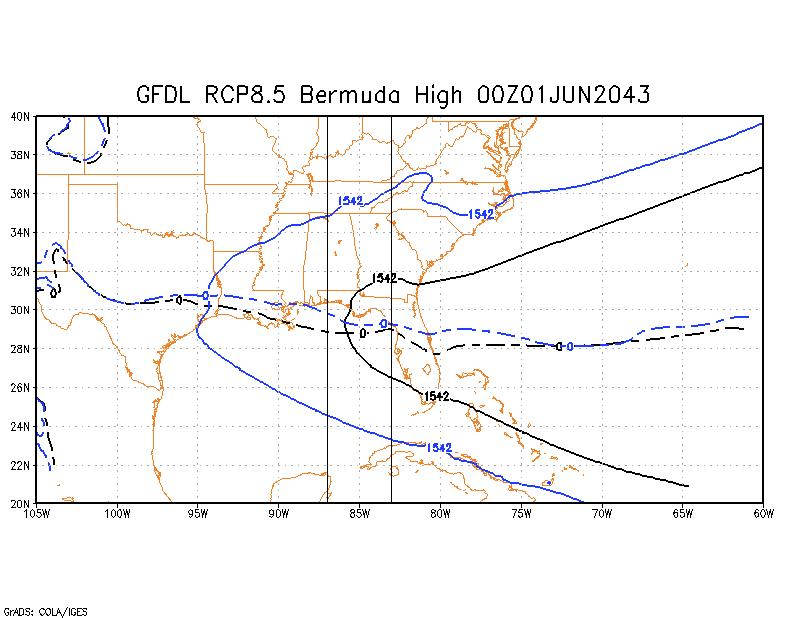 GFDL RCP8.5 Bermuda High 00Z01JUN2043
40N
38N
36N
1542
1542
34N
32N
1542
0
0
0
30N
0
0
0 0
28N
26N
1542
24N
1542
22N
20N
105W 100W 95W 90W 85W 80W 75W 70W 65W 60W
GrADS: COLA/IGES